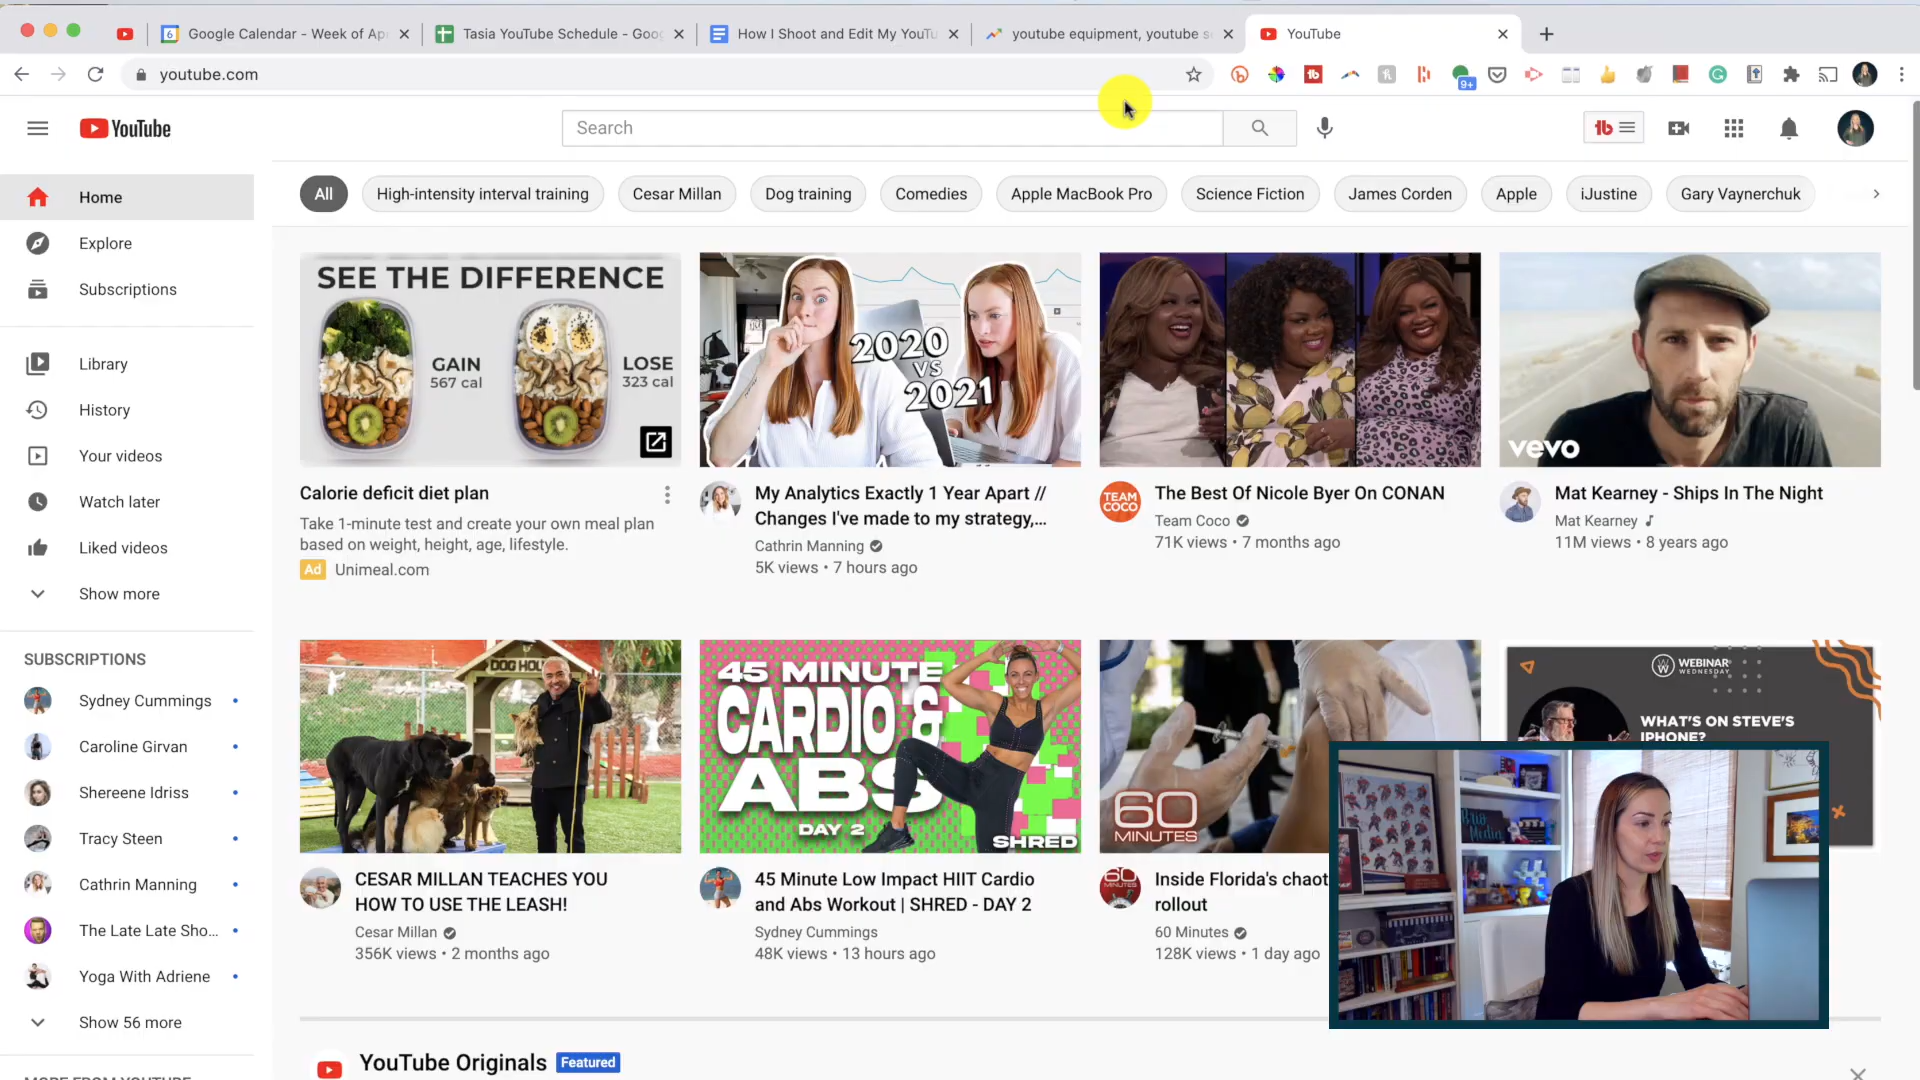 Google Calendar - Week of Ap
Tasia YouTube Schedule - Goog
How I Shoot and Edit My YouTu
youtube equipment, youtube s
YouTube
youtube.com
9+
YouTube
Search
Home
Explore
Subscriptions
Library
History
Your videos
Watch later
Liked videos
Show more
SUBSCRIPTIONS
Sydney Cummings
Caroline Girvan
Shereene Idriss
Tracy Steen
Cathrin Manning
The Late Late Sho...
Yoga With Adriene
Show 56 more
MORE FROM YOUTUBE
All
High-intensity interval training
Cesar Millan
Dog training
Comedies
Apple MacBook Pro
Science Fiction
James Corden
Apple
iJustine
Gary Vaynerchuk
SEE THE DIFFERENCE
GAIN
567 cal
LOSE
323 cal
Calorie deficit diet plan
Take 1-minute test and create your own meal plan
based on weight, height, age, lifestyle.
Ad Unimeal.com
2020
VS
2021
My Analytics Exactly 1 Year Apart //
Changes I've made to my strategy,...
Cathrin Manning
5K views • 7 hours ago
TEAM
COCO
The Best Of Nicole Byer On CONAN
Team Coco
71K views • 7 months ago
vevo
Mat Kearney - Ships In The Night
Mat Kearney
11M views • 8 years ago
DOG HOU
CESAR MILLAN TEACHES YOU
HOW TO USE THE LEASH!
Cesar Millan
356K views • 2 months ago
45 MINUTE
CARDIO &
ABS
DAY 2
SHRED
45 Minute Low Impact HIIT Cardio
and Abs Workout | SHRED - DAY 2
Sydney Cummings
48K views • 13 hours ago
60
MINUTES
60
MINUTES
Inside Florida's chaot
rollout
60 Minutes
128K views • 1 day ago
WEBINAR
WEDNESDAY
WHAT'S ON STEVE'S
IPHONE?
YouTube Originals
Featured